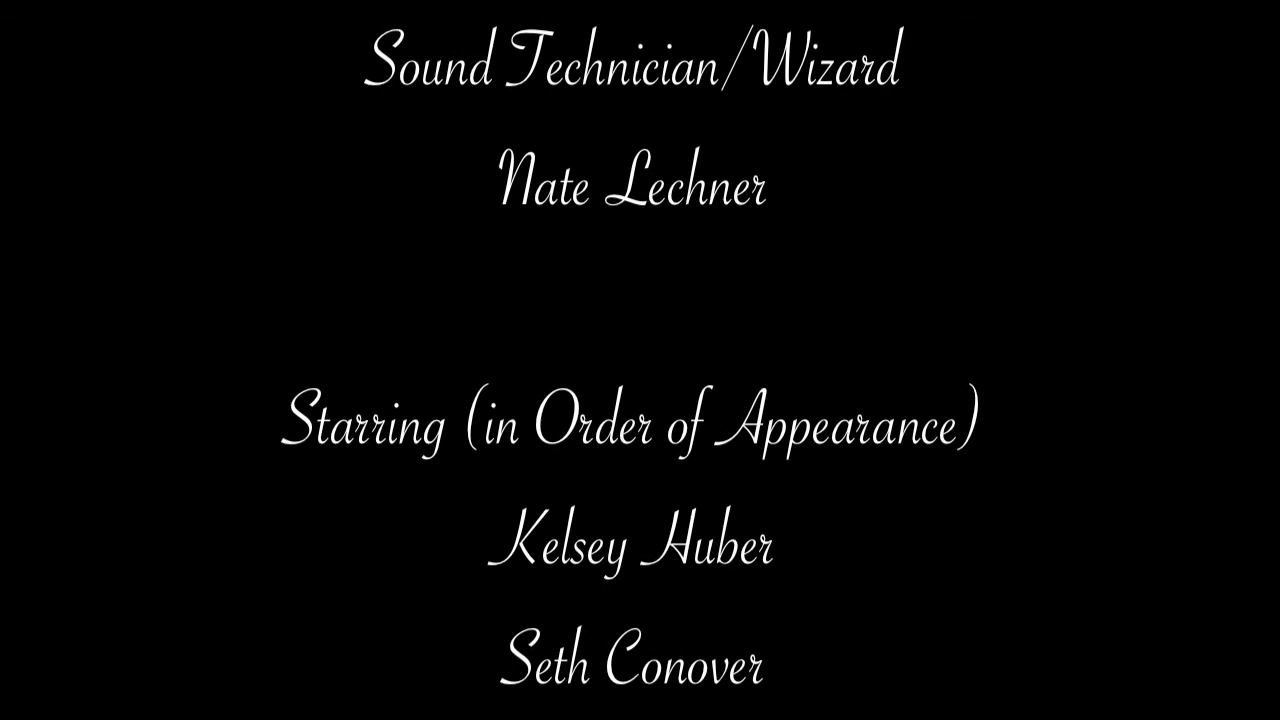 Sound Technician/Wizard
Nate Lechner
Starring (in Order of Appearance)
Kelsey Huber
Seth Conover